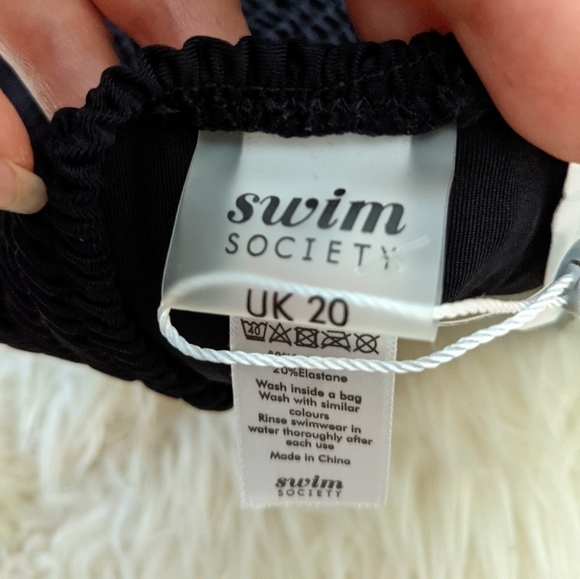 swim
SOCIETY
UK 20
40
20%Elastane
Wash inside a bag
Wash with similar
colours
Rinse swimwear in
water thoroughly after
each use
Made in China
swim
SOCIETY